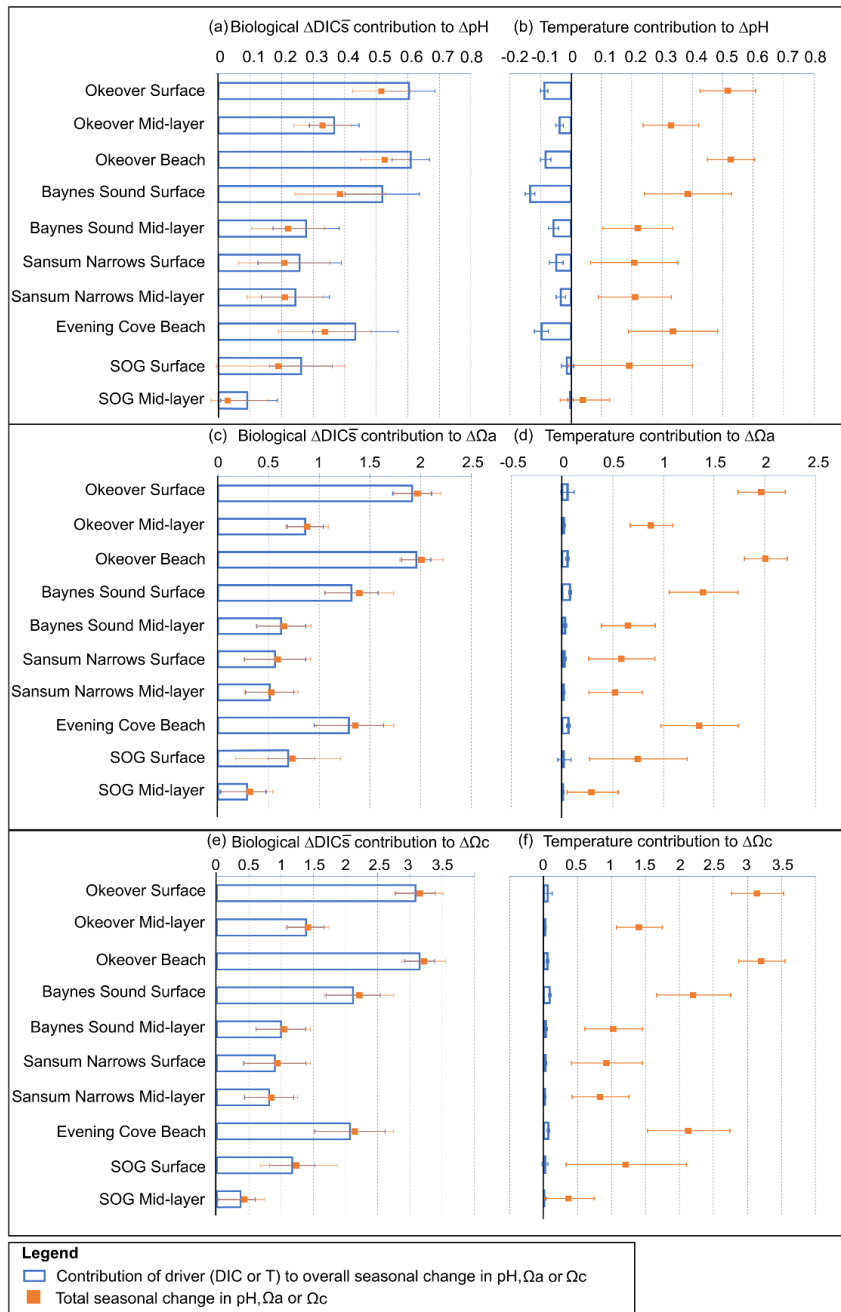 (a) Biological ΔDICs̅ contribution to ΔpH
0 0.1 0.2 0.3 0.4 0.5 0.6 0.7 0.8
(b) Temperature contribution to ΔpH
-0.2 -0.1 0 0.1 0.2 0.3 0.4 0.5 0.6 0.7 0.8
Okeover Surface
Okeover Mid-layer
Okeover Beach
Baynes Sound Surface
Baynes Sound Mid-layer
Sansum Narrows Surface
Sansum Narrows Mid-layer
Evening Cove Beach
SOG Surface
SOG Mid-layer
(c) Biological ΔDICs̅ contribution to ΔΩa
0 0.5 1 1.5 2 2.5
(d) Temperature contribution to ΔΩa
-0.5 0 0.5 1 1.5 2 2.5
Okeover Surface
Okeover Mid-layer
Okeover Beach
Baynes Sound Surface
Baynes Sound Mid-layer
Sansum Narrows Surface
Sansum Narrows Mid-layer
Evening Cove Beach
SOG Surface
SOG Mid-layer
(e) Biological ΔDICs̅ contribution to ΔΩc
0 0.5 1 1.5 2 2.5 3 3.5
(f) Temperature contribution to ΔΩc
0 0.5 1 1.5 2 2.5 3 3.5
Okeover Surface
Okeover Mid-layer
Okeover Beach
Baynes Sound Surface
Baynes Sound Mid-layer
Sansum Narrows Surface
Sansum Narrows Mid-layer
Evening Cove Beach
SOG Surface
SOG Mid-layer
Legend
Contribution of driver (DIC or T) to overall seasonal change in pH, Ωa or Ωc
Total seasonal change in pH, Ωa or Ωc